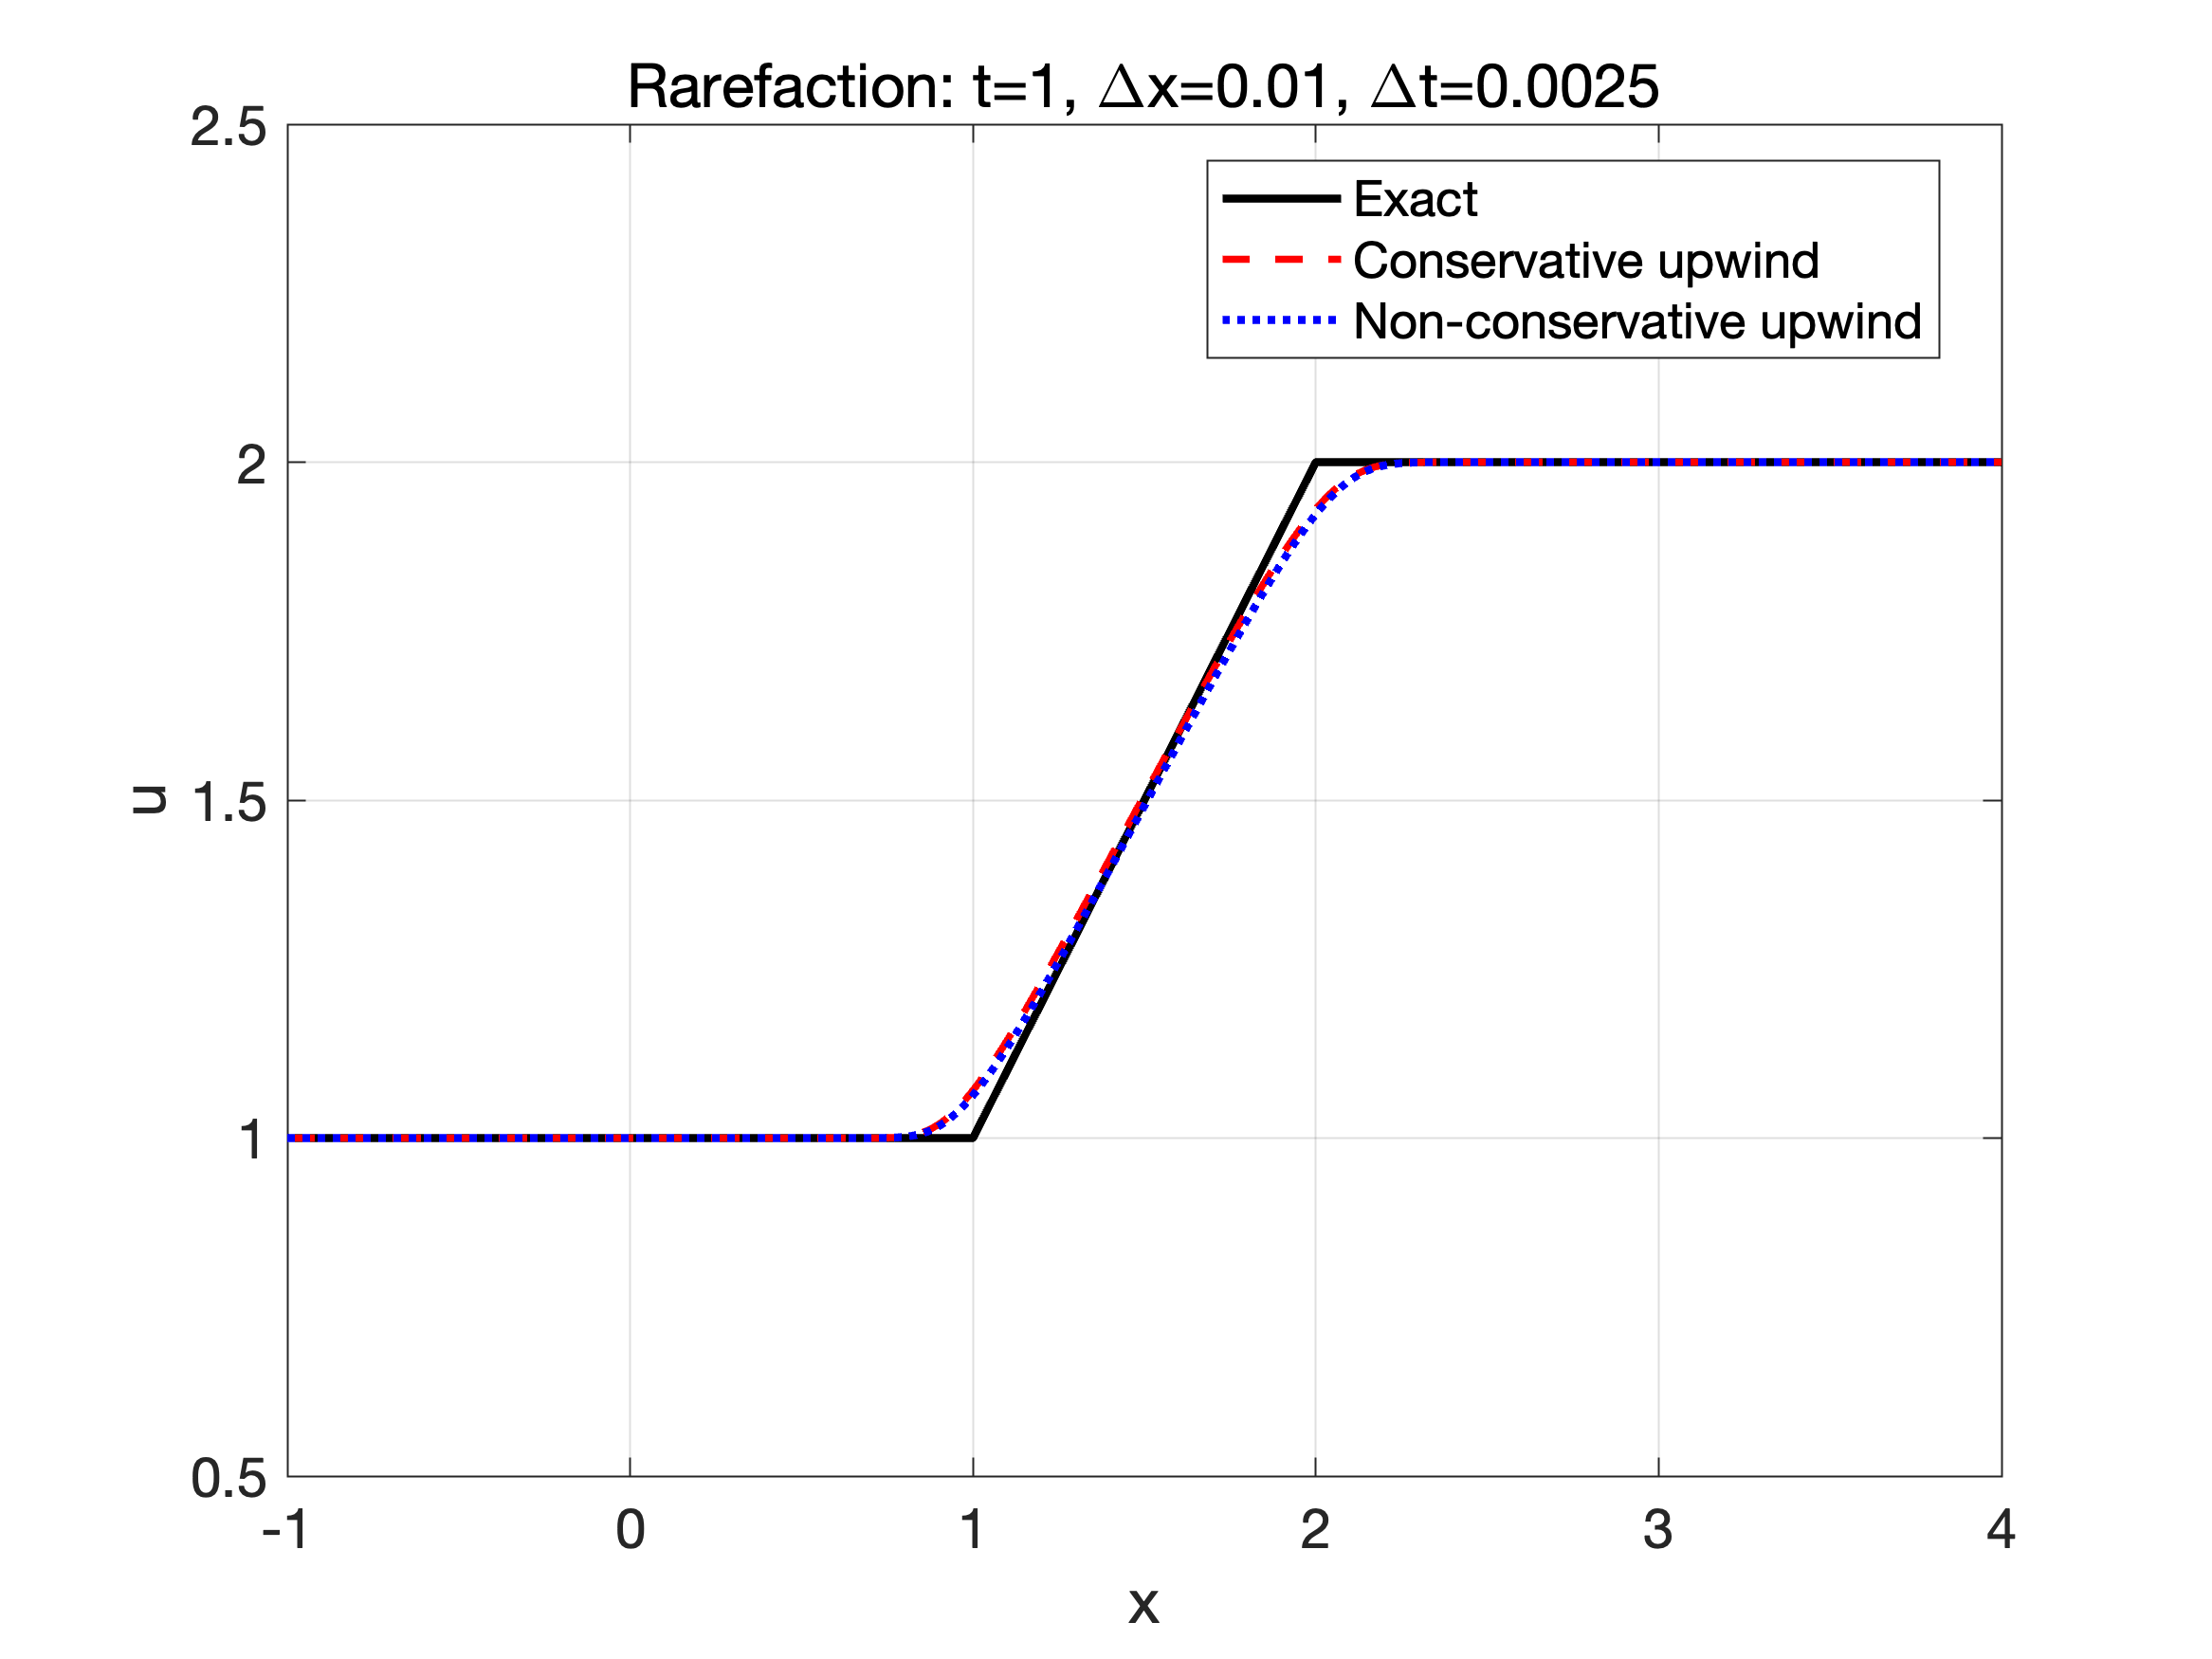 Rarefaction: t=1, Δx=0.01, Δt=0.0025
2.5
2
1.5
1
0.5
u
Exact
Conservative upwind
Non-conservative upwind
-1 0 1 2 3 4
x